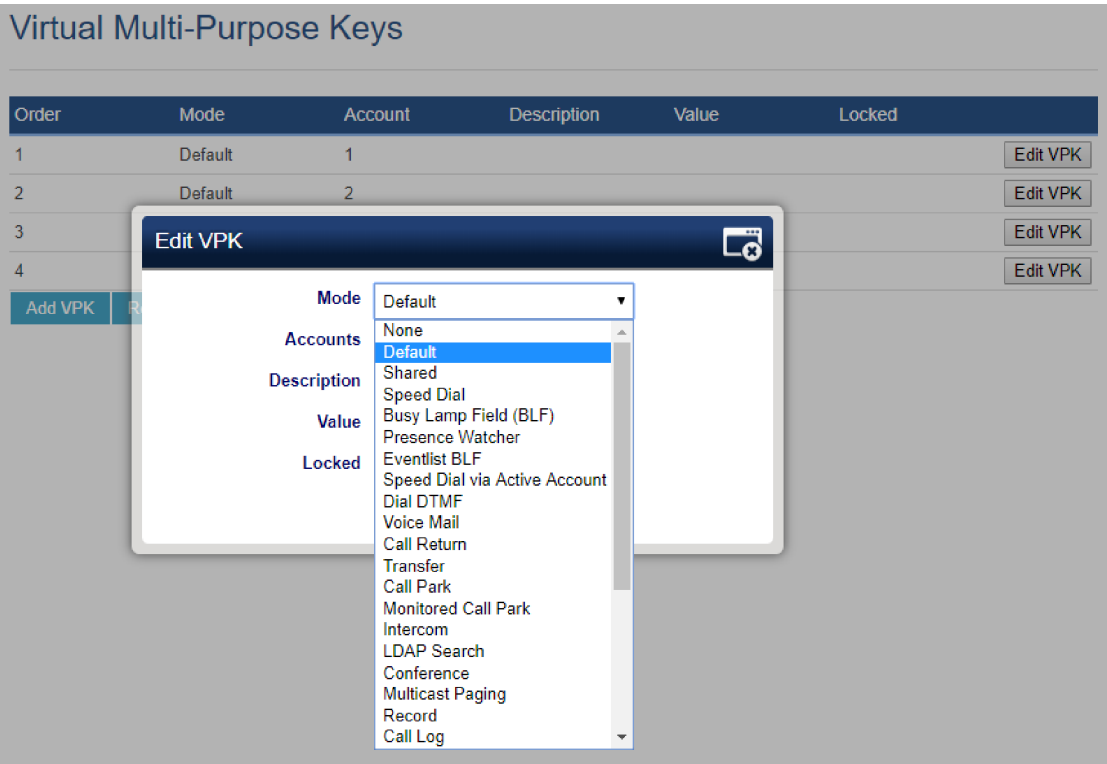 Virtual Multi-Purpose Keys
Order Mode Account Description Value Locked
1 Default 1 Edit VPK
2 Default 2 Edit VPK
3 Edit VPK
4 Edit VPK
Add VPK
Edit VPK
Mode Default
Accounts
Description
Value
Locked
None
Default
Shared
Speed Dial
Busy Lamp Field (BLF)
Presence Watcher
Eventlist BLF
Speed Dial via Active Account
Dial DTMF
Voice Mail
Call Return
Transfer
Call Park
Monitored Call Park
Intercom
LDAP Search
Conference
Multicast Paging
Record
Call Log